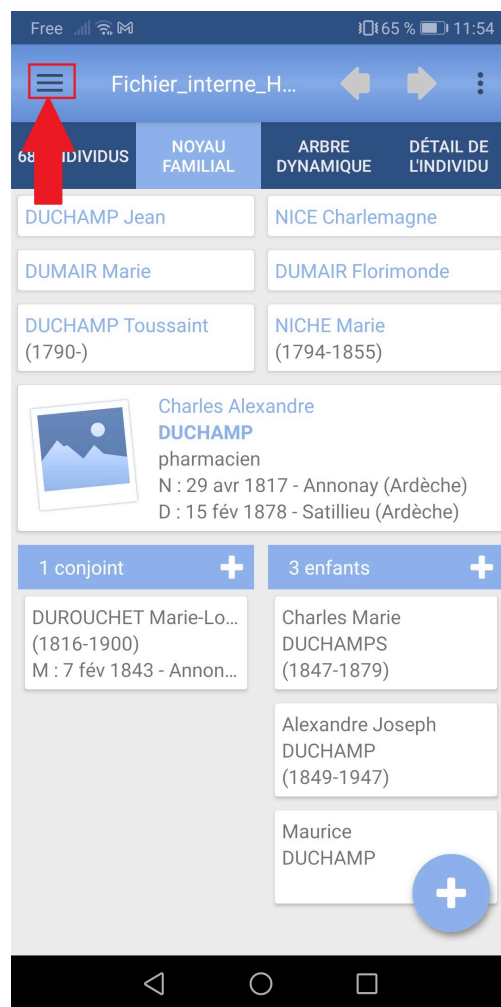 Free 65 % 11:54
Fichier_interne_H...
INDIVIDUS
NOYAU
FAMILIAL
ARBRE
DYNAMIQUE
DÉTAIL DE
L'INDIVIDU
DUCHAMP Jean
NICE Charlemagne
DUMAIR Marie
DUMAIR Florimonde
DUCHAMP Toussaint
(1790-)
NICHE Marie
(1794-1855)
Charles Alexandre
DUCHAMP
pharmacien
N : 29 avr 1817 - Annonay (Ardèche)
D : 15 fév 1878 - Satillieu (Ardèche)
1 conjoint
DUROUCHET Marie-Lo...
(1816-1900)
M : 7 fév 1843 - Annon...
3 enfants
Charles Marie
DUCHAMPS
(1847-1879)
Alexandre Joseph
DUCHAMP
(1849-1947)
Maurice
DUCHAMP